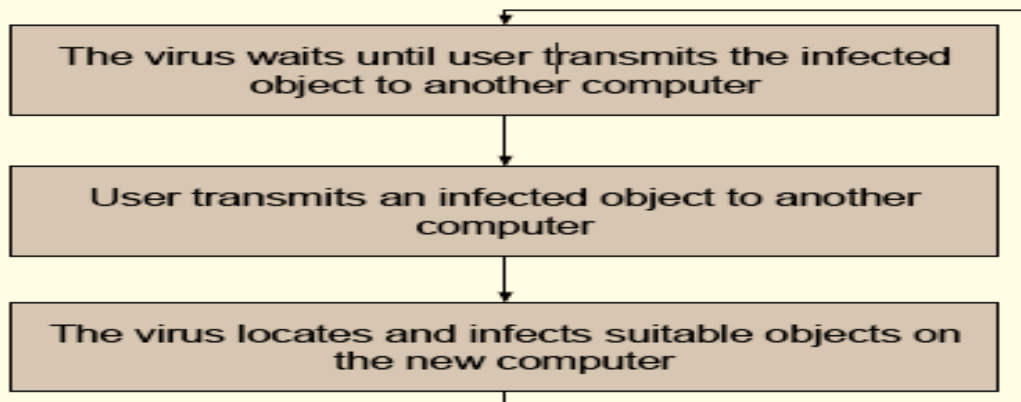 The virus waits until user transmits the infected
object to another computer
User transmits an infected object to another
computer
The virus locates and infects suitable objects on
the new computer